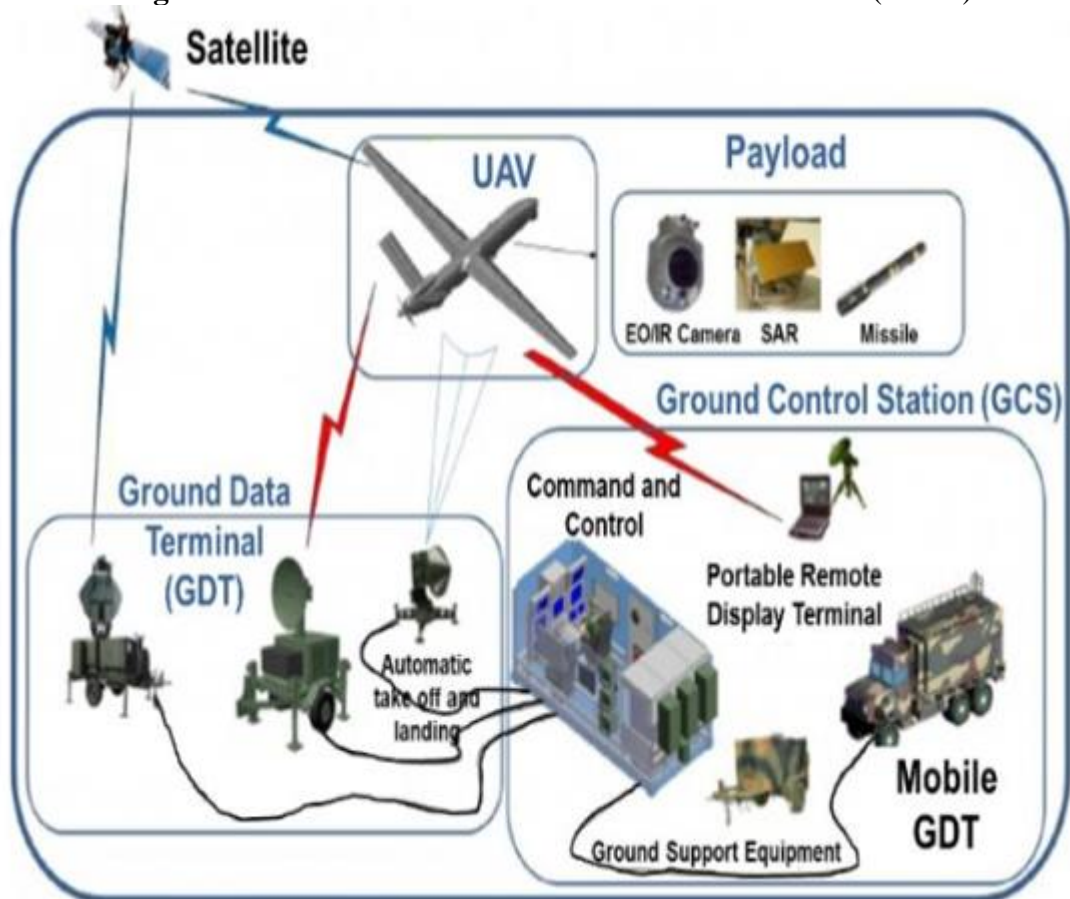 Satellite
UAV
Payload
EO/IR Camera
SAR
Missile
Ground Control Station (GCS)
Ground Data
Terminal
(GDT)
Command and
Control
Portable Remote
Display Terminal
Automatic
take off and
landing
Mobile
GDT
Ground Support Equipment